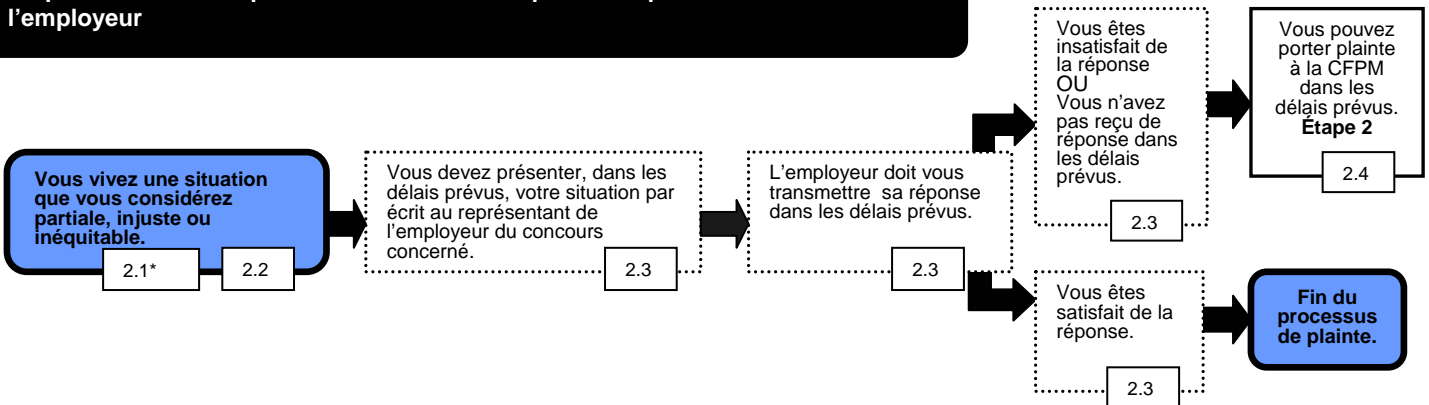 l'employeur
Vous vivez une situation
que vous considérez
partiale, injuste ou
inéquitable.
2.1*
2.2
Vous devez présenter, dans les
délais prévus, votre situation par
écrit au représentant de
l'employeur du concours
concerné.
2.3
L'employeur doit vous
transmettre sa réponse
dans les délais prévus.
2.3
Vous êtes
insatisfait de
la réponse
OU
Vous n'avez
pas reçu de
réponse dans
les délais
prévus.
2.3
Vous pouvez
porter plainte
à la CFPM
dans les
délais prévus.
Étape 2
2.4
Vous êtes
satisfait de la
réponse.
2.3
Fin du
processus
de plainte.